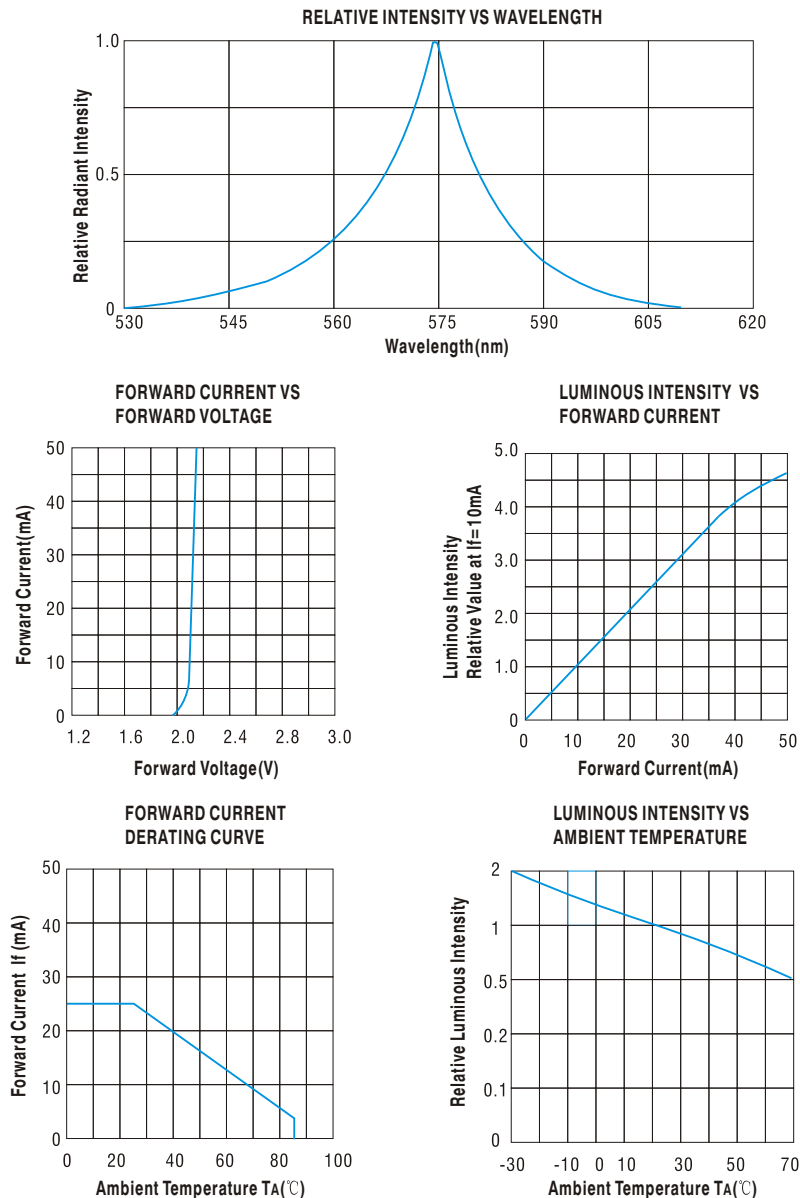 RELATIVE INTENSITY VS WAVELENGTH
Relative Radiant Intensity
1.0
0.5
0
530 545 560 575 590 605 620
Wavelength(nm)
FORWARD CURRENT VS
FORWARD VOLTAGE
Forward Current(mA)
50
40
30
20
10
0
1.2 1.6 2.0 2.4 2.8 3.0
Forward Voltage(V)
LUMINOUS INTENSITY VS
FORWARD CURRENT
Luminous Intensity
Relative Value at If=10mA
5.0
4.0
3.0
2.0
1.0
0
0 10 20 30 40 50
Forward Current(mA)
FORWARD CURRENT
DERATING CURVE
Forward Current If (mA)
50
40
30
20
10
0
0 20 40 60 80 100
Ambient Temperature TA(℃)
LUMINOUS INTENSITY VS
AMBIENT TEMPERATURE
Relative Luminous Intensity
2
1
0.5
0.2
0.1
0
-30 -10 0 10 30 50 70
Ambient Temperature TA(℃)